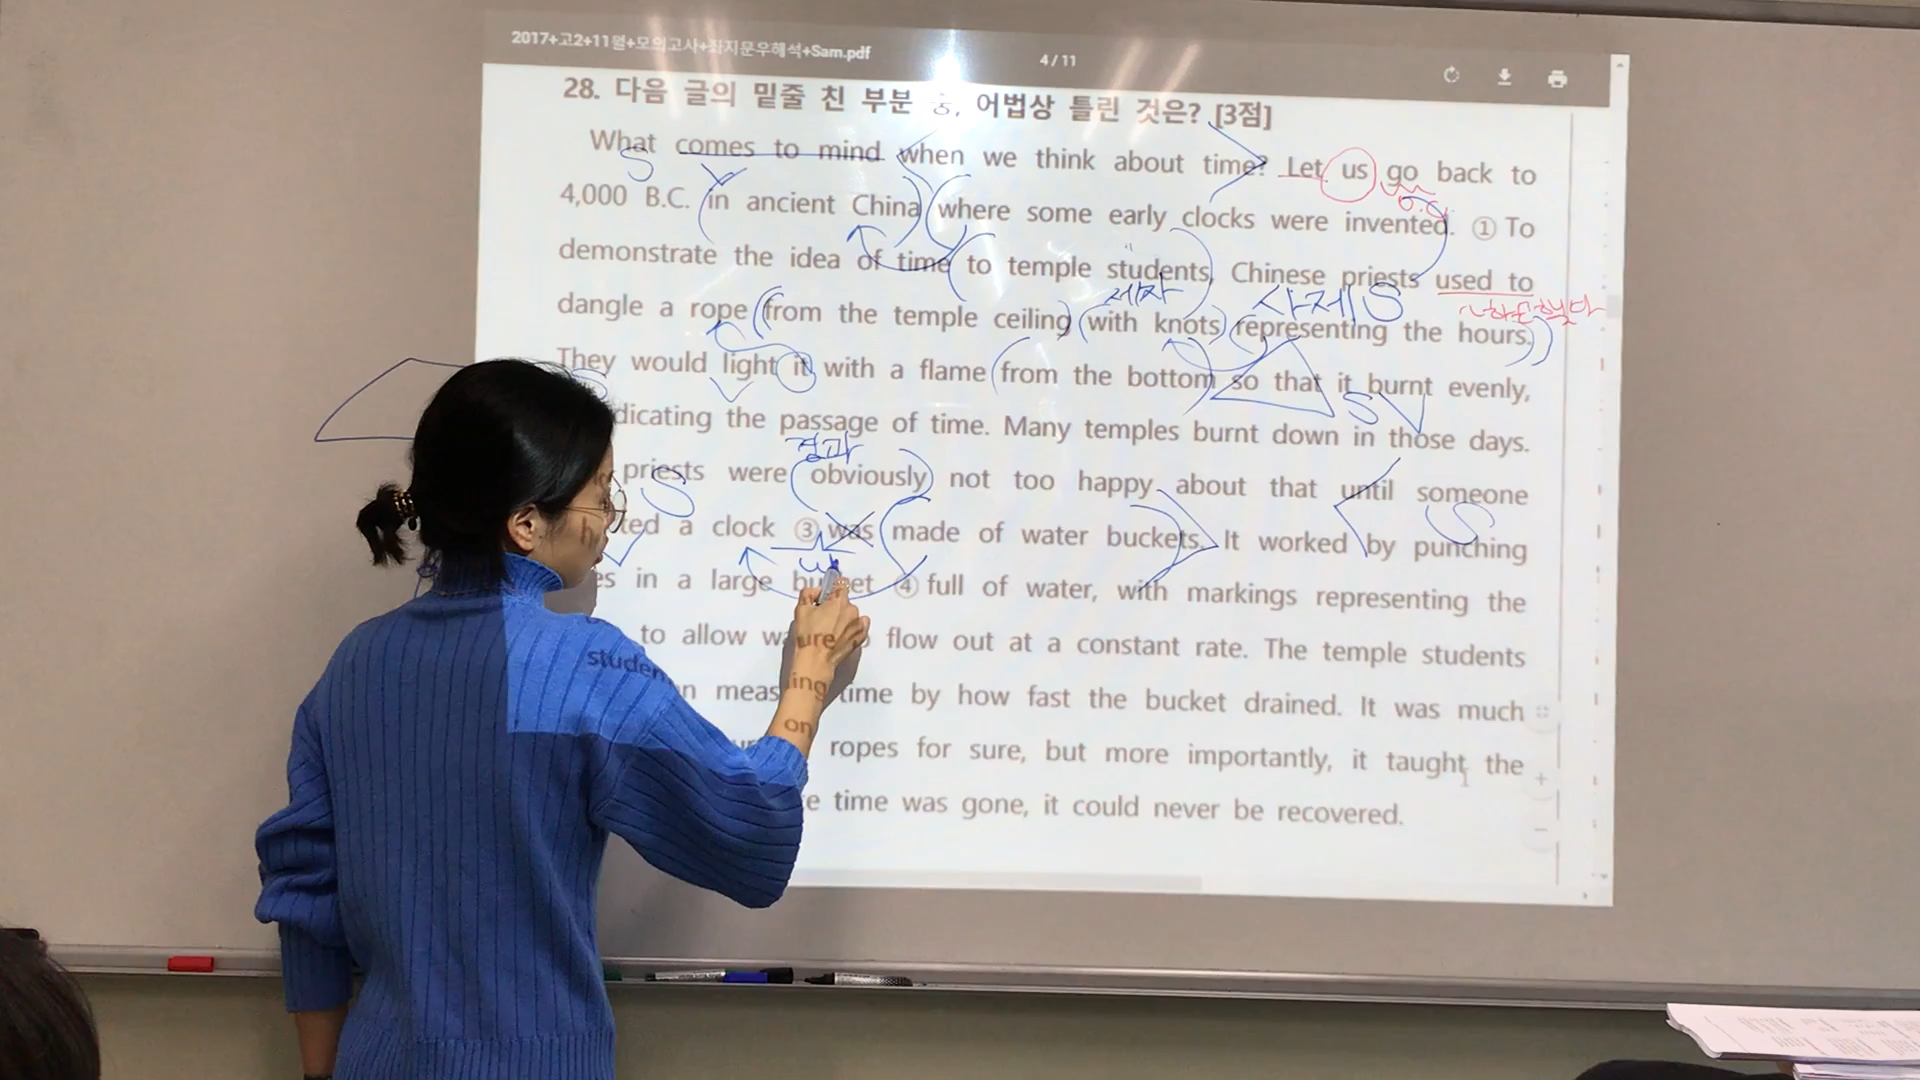 2017+고2+11월+모의고사+좌지문우해석+Sam.pdf
4 / 11
28. 다음 글의 밑줄 친 부분 중, 어법상 틀린 것은? [3점]
What comes to mind when we think about time? Let us go back to
S V
o.c
4,000 B.C. in ancient China where some early clocks were invented. ① To
demonstrate the idea of time to temple students, Chinese priests used to
제자 사제 S
dangle a rope from the temple ceiling with knots representing the hours.
They would light it with a flame from the bottom so that it burnt evenly,
S V
dicating the passage of time. Many temples burnt down in those days.
경과
priests were obviously not too happy about that until someone
S S
ted a clock ③ was made of water buckets. It worked by punching
es in a large bucket ④ full of water, with markings representing the
to allow flow out at a constant rate. The temple students
meas time by how fast the bucket drained. It was much
ropes for sure, but more importantly, it taught the
time was gone, it could never be recovered.